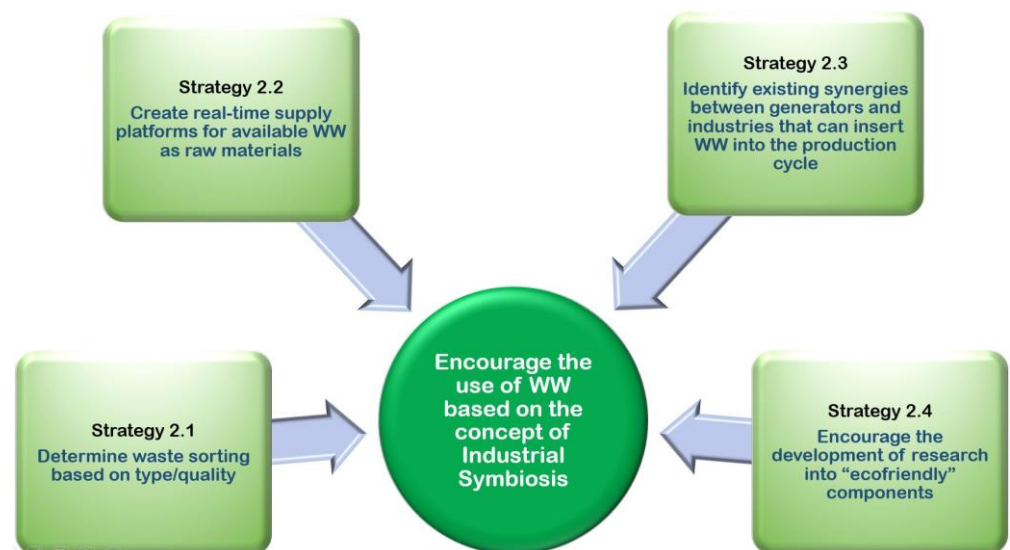 Strategy 2.2
Create real-time supply
platforms for available WW
as raw materials
Strategy 2.3
Identify existing synergies
between generators and
industries that can insert
WW into the production
cycle
Strategy 2.1
Determine waste sorting
based on type/quality
Encourage the
use of WW
based on the
concept of
Industrial
Symbiosis
Strategy 2.4
Encourage the
development of research
into “ecofriendly”
components